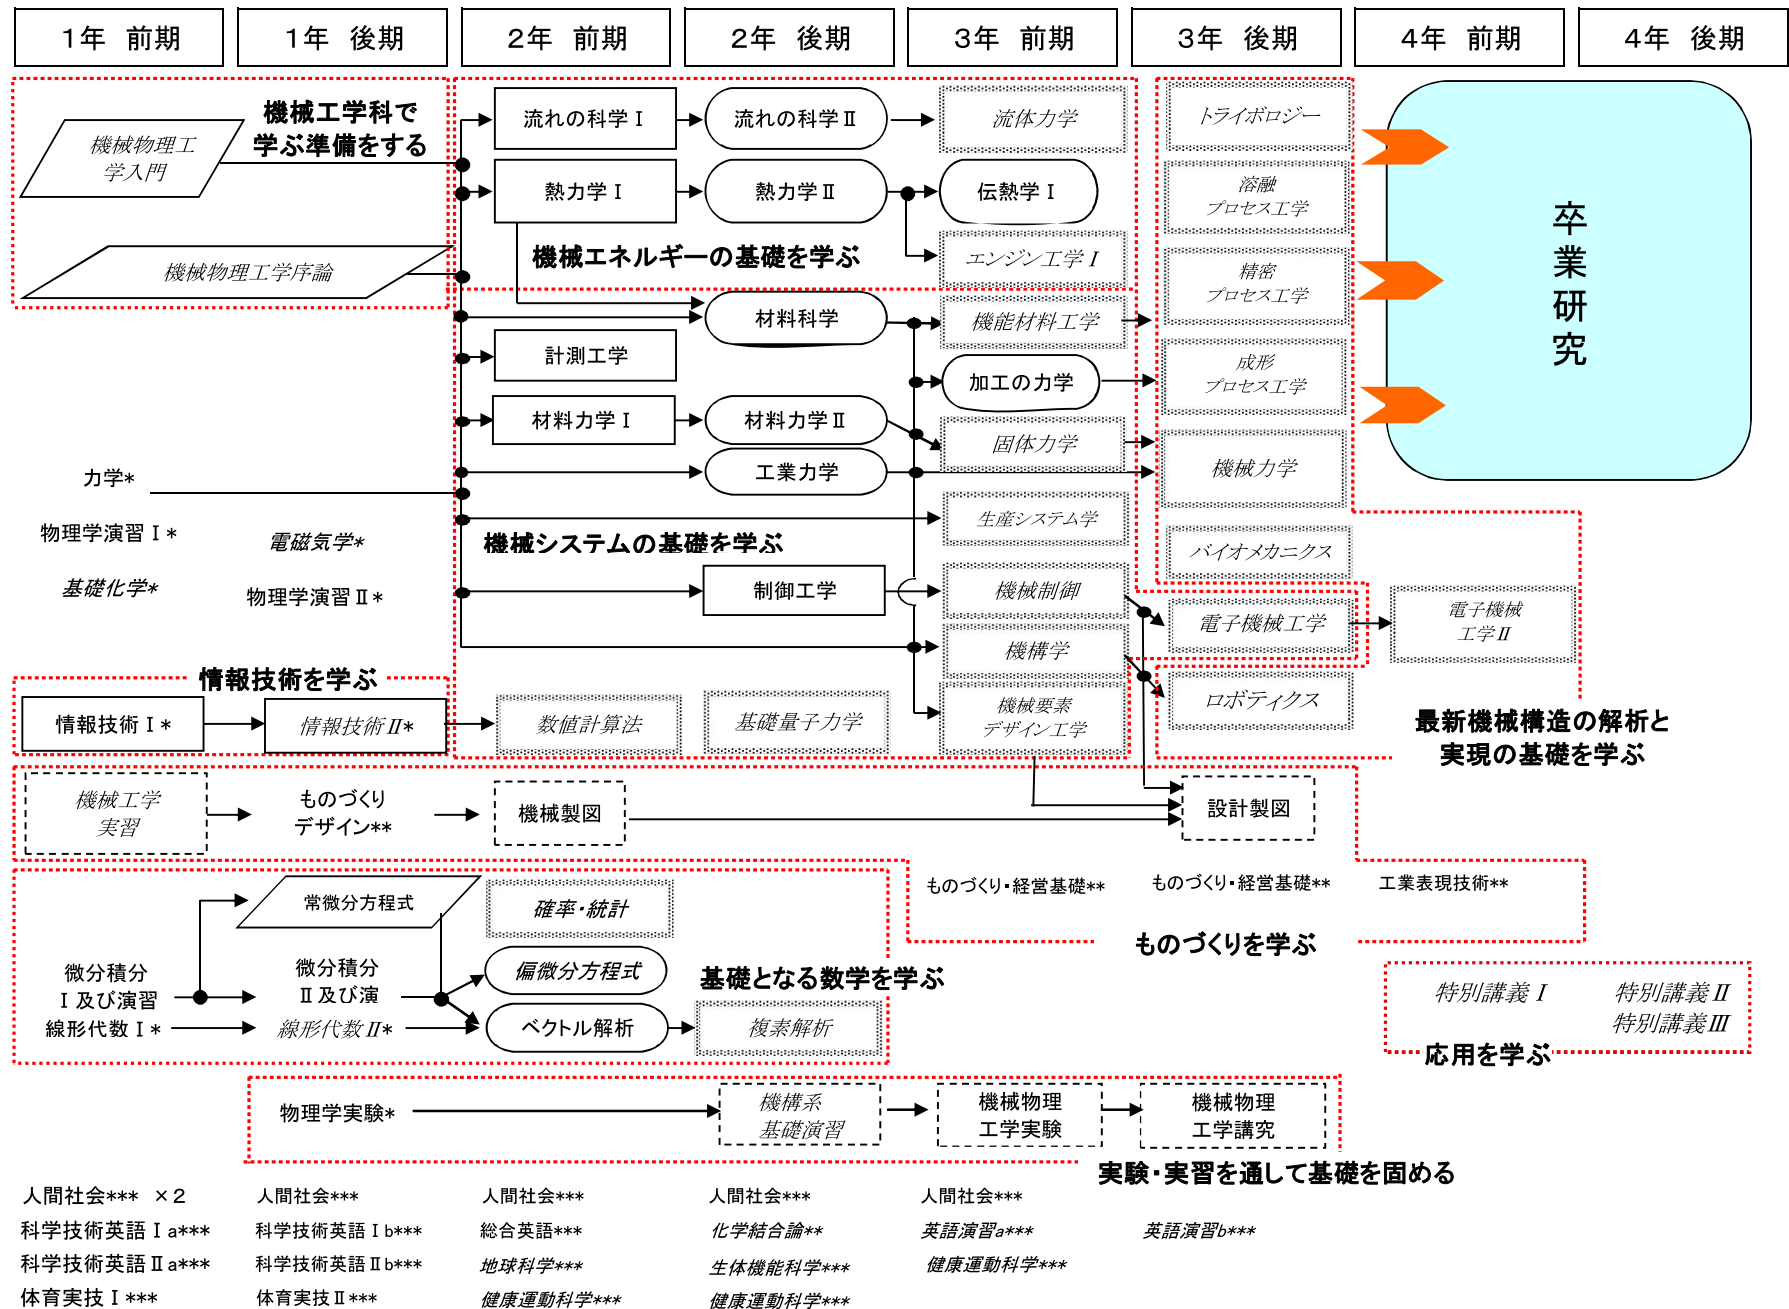 1年 前期
1年 後期
2年 前期
2年 後期
3年 前期
3年 後期
4年 前期
4年 後期
機械工学科で
学ぶ準備をする
機械物理工
学入門
機械物理工学序論
流れの科学Ⅰ
流れの科学Ⅱ
流体力学
熱力学Ⅰ
熱力学Ⅱ
伝熱学Ⅰ
機械エネルギーの基礎を学ぶ
エンジン工学Ⅰ
トライボロジー
溶融
プロセス工学
精密
プロセス工学
成形
プロセス工学
機械力学
バイオメカニクス
卒
業
研
究
材料科学
機能材料工学
計測工学
加工の力学
材料力学Ⅰ
材料力学Ⅱ
固体力学
工業力学
生産システム学
機械システムの基礎を学ぶ
制御工学
機械制御
電子機械工学
電子機械
工学Ⅱ
機構学
ロボティクス
機械要素
デザイン工学
最新機械構造の解析と
実現の基礎を学ぶ
力学*
物理学演習Ⅰ*
電磁気学*
基礎化学*
物理学演習Ⅱ*
情報技術を学ぶ
情報技術Ⅰ*
情報技術Ⅱ*
数値計算法
基礎量子力学
機械工学
実習
ものづくり
デザイン**
機械製図
設計製図
ものづくり・経営基礎**
ものづくり・経営基礎**
工業表現技術**
ものづくりを学ぶ
常微分方程式
確率・統計
微分積分
Ⅰ及び演習
微分積分
Ⅱ及び演
偏微分方程式
基礎となる数学を学ぶ
線形代数Ⅰ*
線形代数Ⅱ*
ベクトル解析
複素解析
特別講義Ⅰ
特別講義Ⅱ
特別講義Ⅲ
応用を学ぶ
物理学実験*
機構系
基礎演習
機械物理
工学実験
機械物理
工学講究
実験・実習を通して基礎を固める
人間社会*** ×2
人間社会***
人間社会***
人間社会***
人間社会***
科学技術英語Ⅰa***
科学技術英語Ⅰb***
総合英語***
化学結合論**
英語演習a***
英語演習b***
科学技術英語Ⅱa***
科学技術英語Ⅱb***
地球科学***
生体機能科学***
健康運動科学***
体育実技Ⅰ***
体育実技Ⅱ***
健康運動科学***
健康運動科学***